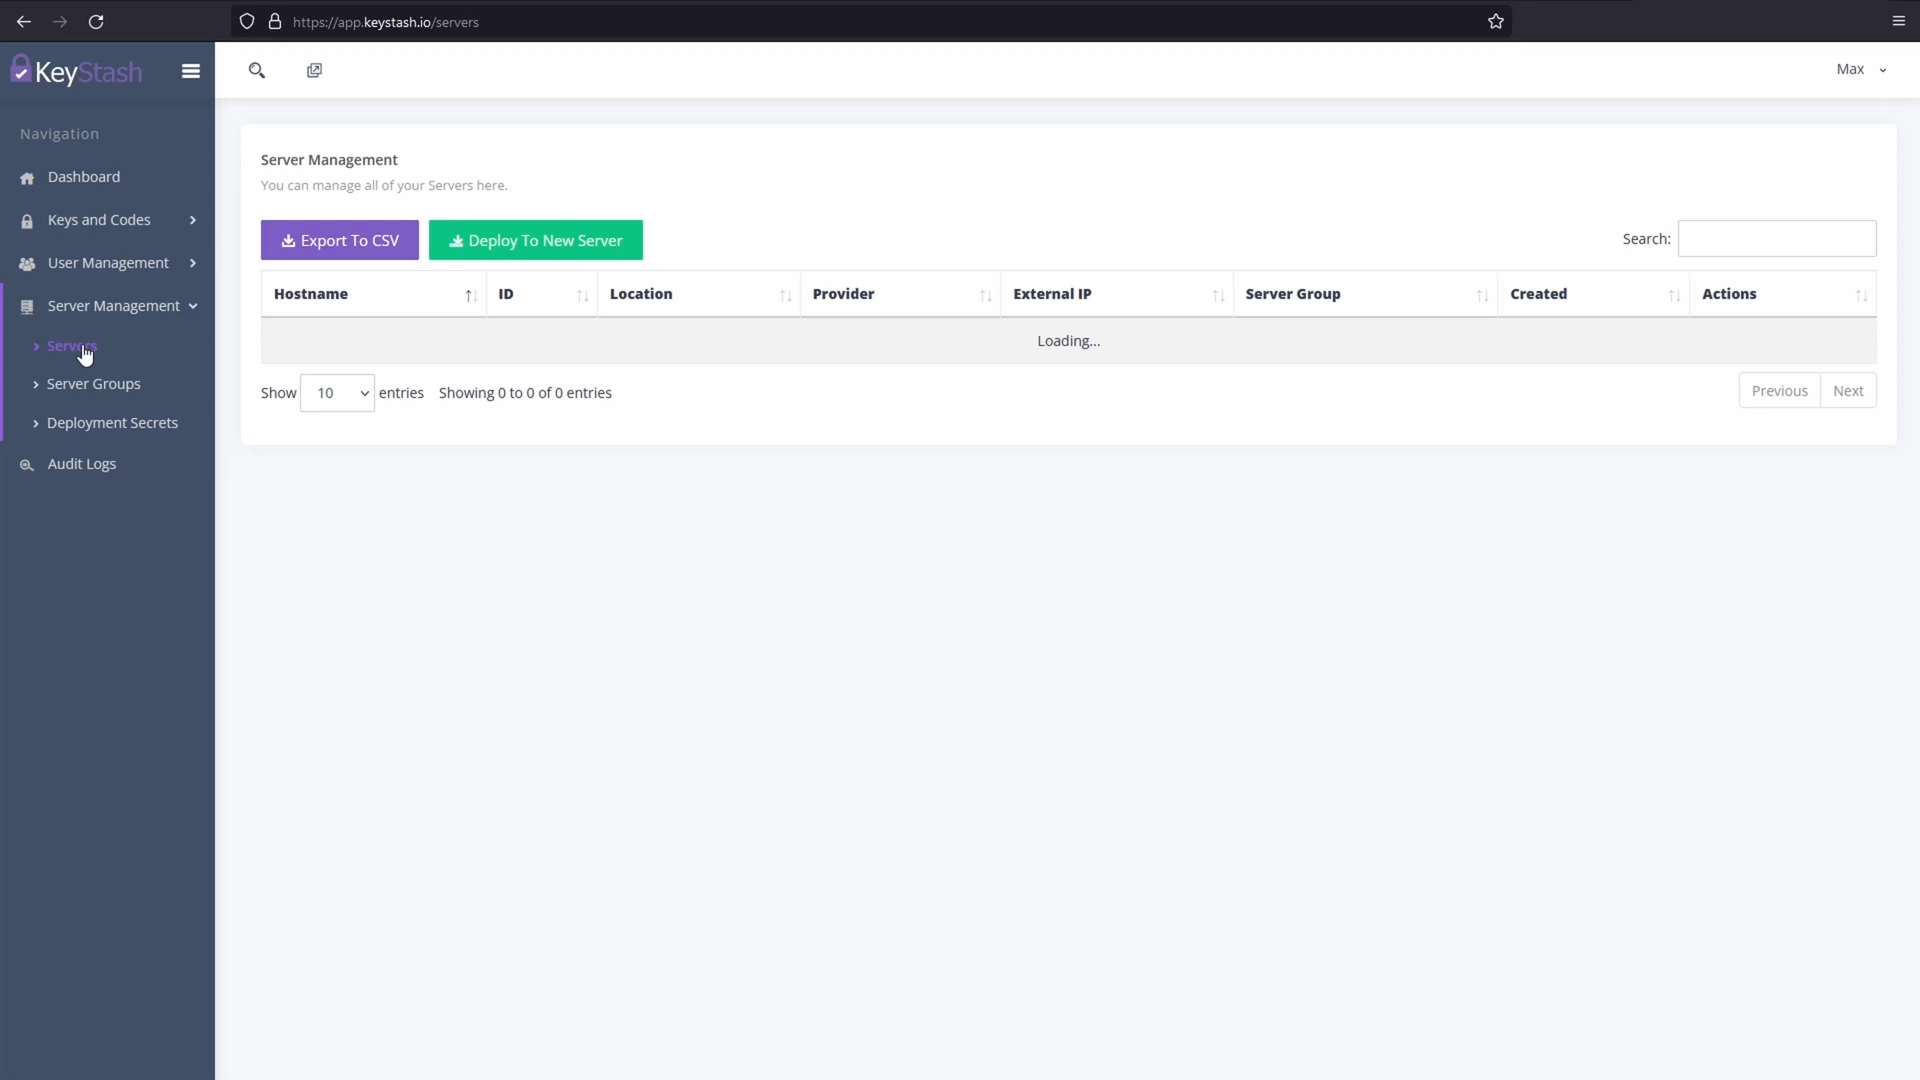 https://app.keystash.io/servers
KeyStash
Max
Navigation
Dashboard
Keys and Codes
User Management
Server Management
Servers
Server Groups
Deployment Secrets
Audit Logs
Server Management
You can manage all of your Servers here.
Export To CSV Deploy To New Server Search:
Hostname ID Location Provider External IP Server Group Created Actions
Loading...
Show 10 entries Showing 0 to 0 of 0 entries Previous Next